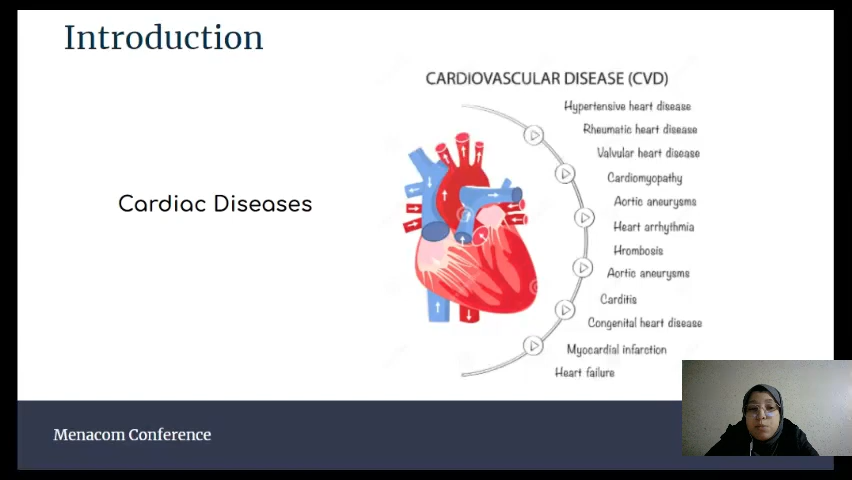 Introduction
CARDIOVASCULAR DISEASE (CVD)
Hypertensive heart disease
Rheumatic heart disease
Valvular heart disease
Cardiomyopathy
Aortic aneurysms
Heart arrhythmia
Hrombosis
Aortic aneurysms
Carditis
Congenital heart disease
Myocardial infarction
Heart failure
Cardiac Diseases
Menacom Conference